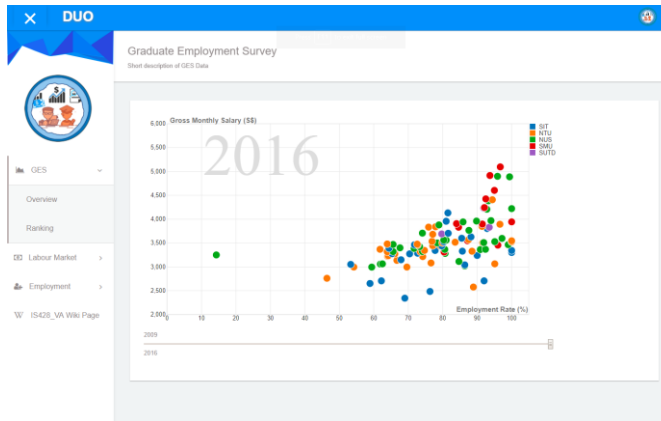 DUO
Graduate Employment Survey
Short description of GES Data
GES
Overview
Ranking
Labour Market
Employment
IS428_VA Wiki Page
Gross Monthly Salary (S$)
2016
SIT
NTU
NUS
SMU
SUTD
6,000
5,500
5,000
4,500
4,000
3,500
3,000
2,500
2,000
Employment Rate (%)
0 10 20 30 40 50 60 70 80 90 100
2009
2016